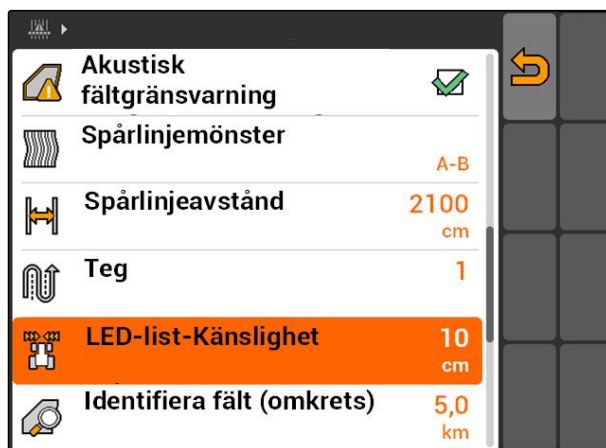 Akustisk
fältgränsvarning
Spårlinjemönster
A-B
Spårlinjeavstånd
2100
cm
Teg
1
LED-list-Känslighet
10
cm
Identifiera fält (omkrets)
5,0
km